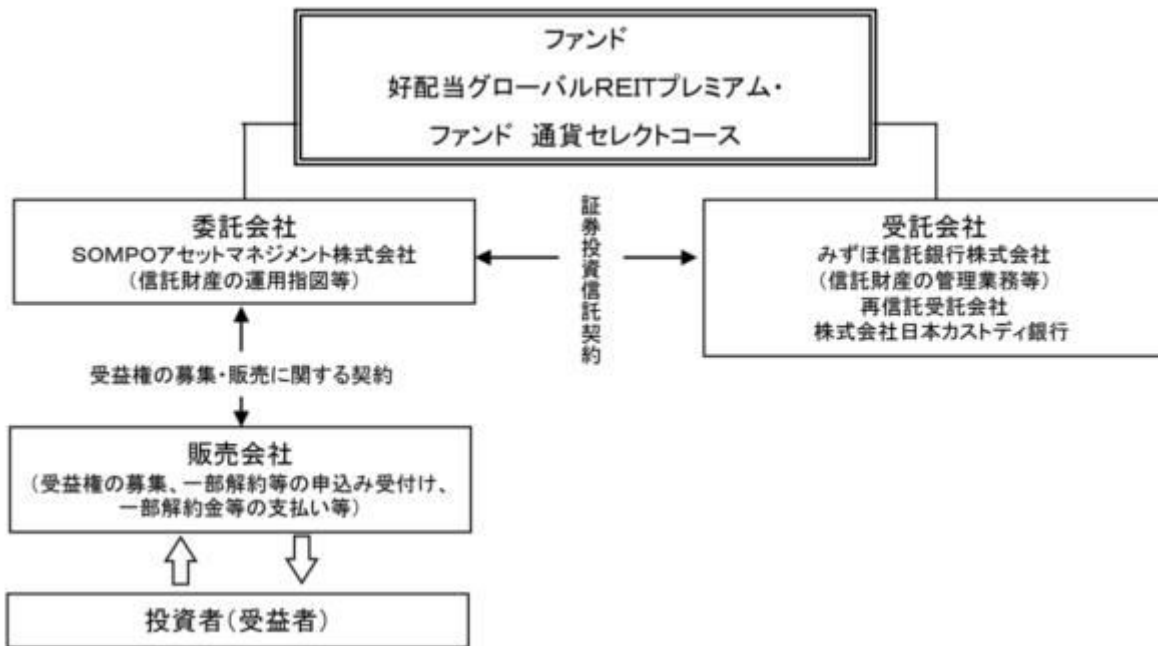 ファンド
好配当グローバルREITプレミアム・
ファンド 通貨セレクトコース
委託会社
SOMPOアセットマネジメント株式会社
（信託財産の運用指図等）
証券投資信託契約
受託会社
みずほ信託銀行株式会社
（信託財産の管理業務等）
再信託受託会社
株式会社日本カストディ銀行
受益権の募集・販売に関する契約
販売会社
（受益権の募集、一部解約等の申込み受付け、
一部解約金等の支払い等）
投資者（受益者）